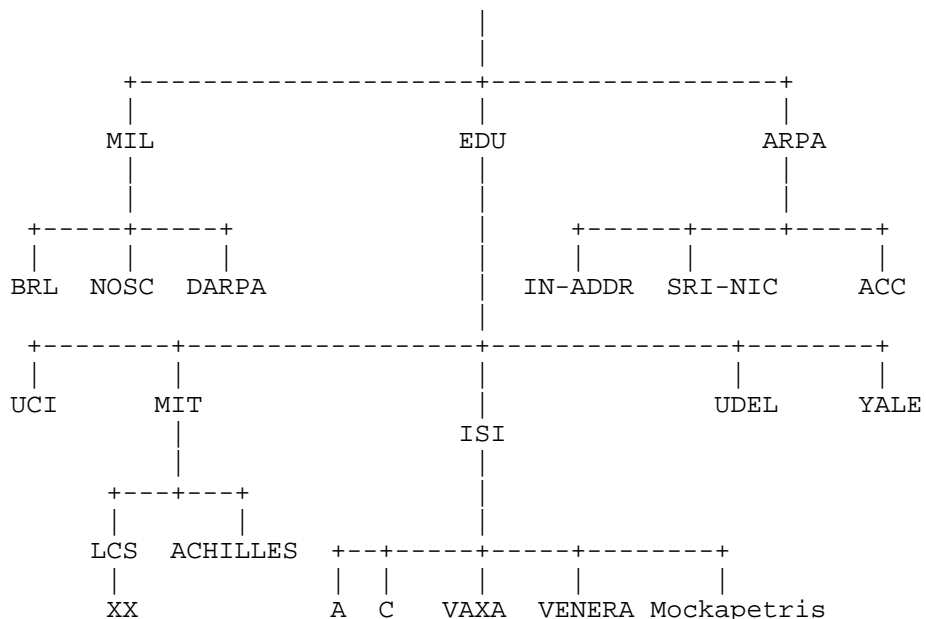 MIL EDU ARPA
BRL NOSC DARPA IN-ADDR SRI-NIC ACC
UCI MIT UDEL YALE
ISI
LCS ACHILLES
XX A C VAXA VENERA Mockapetris